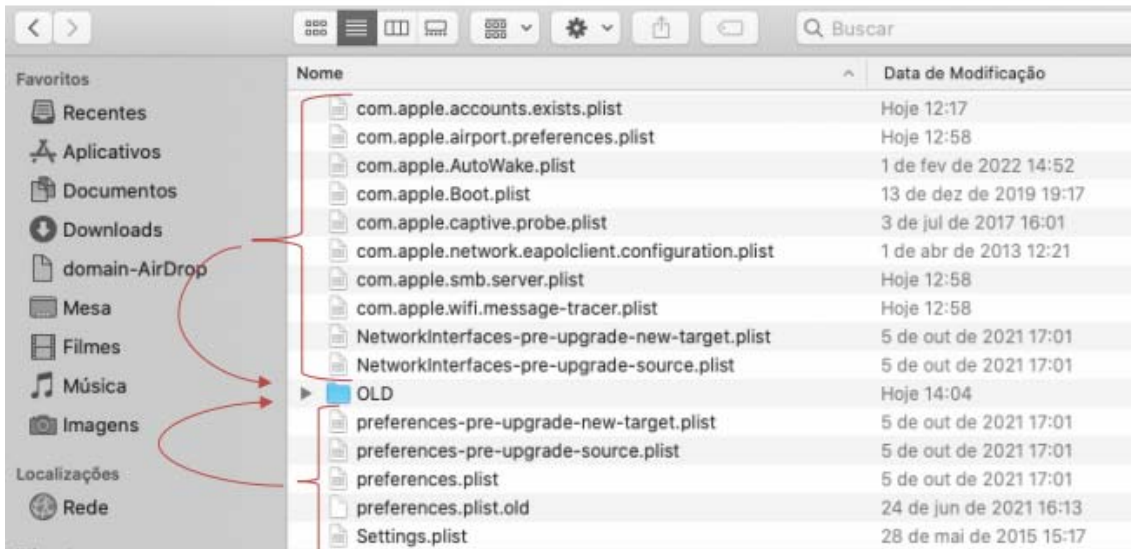 Buscar
Favoritos
Recentes
Aplicativos
Documentos
Downloads
domain-AirDrop
Mesa
Filmes
Música
Imagens
Localizações
Rede
Nome Data de Modificação
com.apple.accounts.exists.plist Hoje 12:17
com.apple.airport.preferences.plist Hoje 12:58
com.apple.AutoWake.plist 1 de fev de 2022 14:52
com.apple.Boot.plist 13 de dez de 2019 19:17
com.apple.captive.probe.plist 3 de jul de 2017 16:01
com.apple.network.eapolclient.configuration.plist 1 de abr de 2013 12:21
com.apple.smb.server.plist Hoje 12:58
com.apple.wifi.message-tracer.plist Hoje 12:58
NetworkInterfaces-pre-upgrade-new-target.plist 5 de out de 2021 17:01
NetworkInterfaces-pre-upgrade-source.plist 5 de out de 2021 17:01
OLD Hoje 14:04
preferences-pre-upgrade-new-target.plist 5 de out de 2021 17:01
preferences-pre-upgrade-source.plist 5 de out de 2021 17:01
preferences.plist 5 de out de 2021 17:01
preferences.plist.old 24 de jun de 2021 16:13
Settings.plist 28 de mai de 2015 15:17